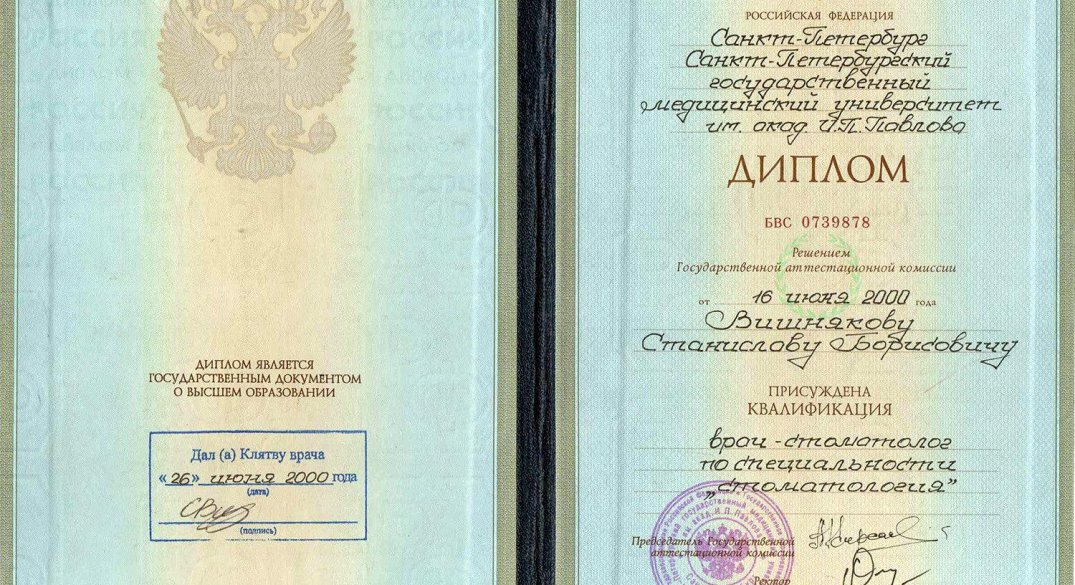 ДИПЛОМ ЯВЛЯЕТСЯ
ГОСУДАРСТВЕННЫМ ДОКУМЕНТОМ
О ВЫСШЕМ ОБРАЗОВАНИИ
Дал (а) Клятву врача
«26» июня 2000 года
(дата)
(подпись)
РОССИЙСКАЯ ФЕДЕРАЦИЯ
Санкт-Петербург
Санкт-Петербургский
государственный
медицинский университет
им. акад. И.П. Павлова
ДИПЛОМ
БВС 0739878
Решением
Государственной аттестационной комиссии
от 16 июня 2000 года
Вишнякову
Станиславу Борисовичу
ПРИСУЖДЕНА
КВАЛИФИКАЦИЯ
врач-стоматолог
по специальности
„стоматология”
Председатель Государственной
аттестационной комиссии
Ректор